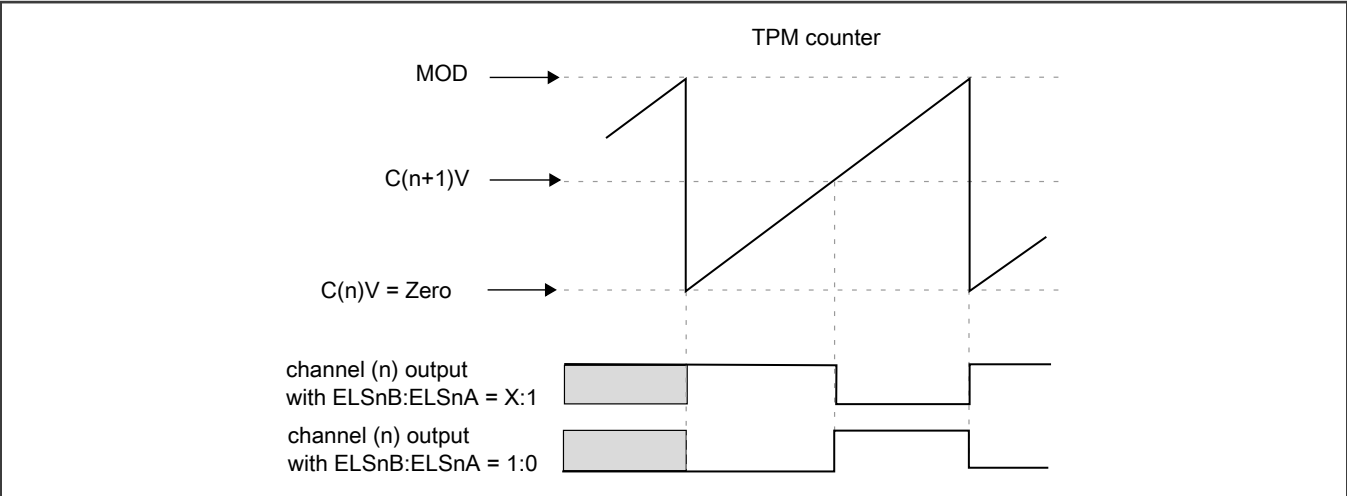 TPM counter
MOD
C(n+1)V
C(n)V = Zero
channel (n) output
with ELSnB:ELSnA = X:1
channel (n) output
with ELSnB:ELSnA = 1:0